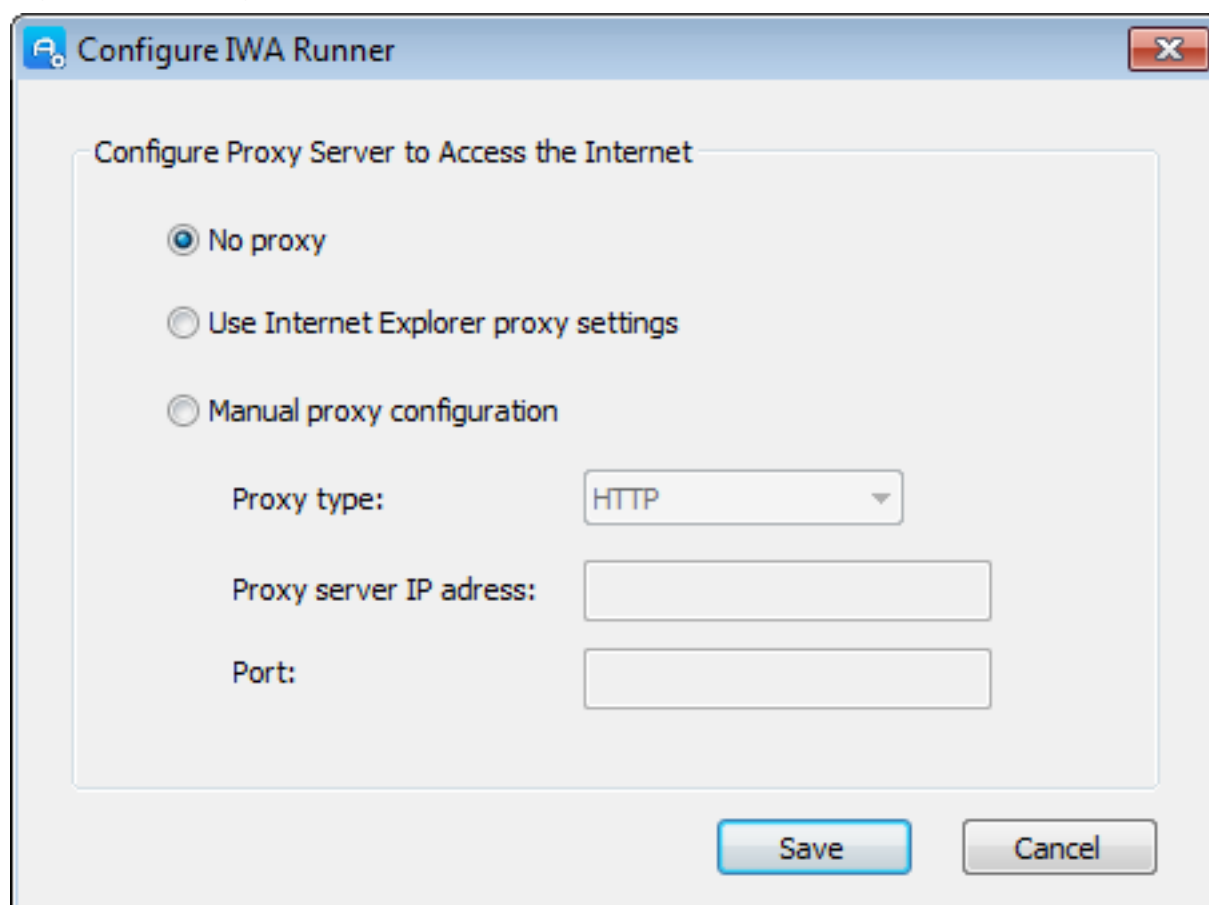 Configure IWA Runner
Configure Proxy Server to Access the Internet
No proxy
Use Internet Explorer proxy settings
Manual proxy configuration
Proxy type: HTTP
Proxy server IP adress:
Port:
Save Cancel